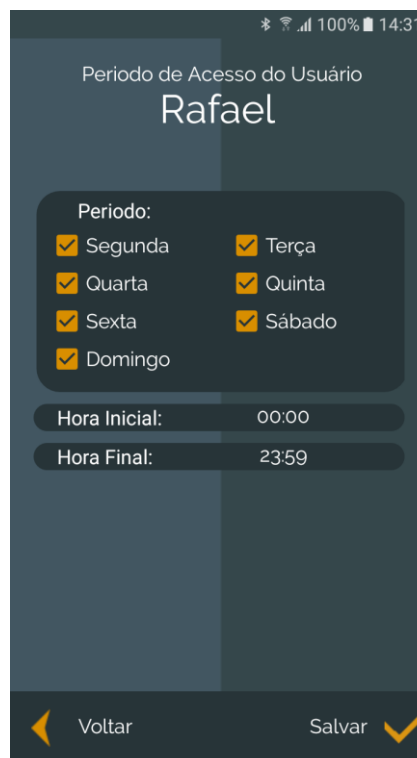 100% 14:31
Periodo de Acesso do Usuário
Rafael
Periodo:
Segunda Terça
Quarta Quinta
Sexta Sábado
Domingo
Hora Inicial: 00:00
Hora Final: 23:59
Voltar Salvar